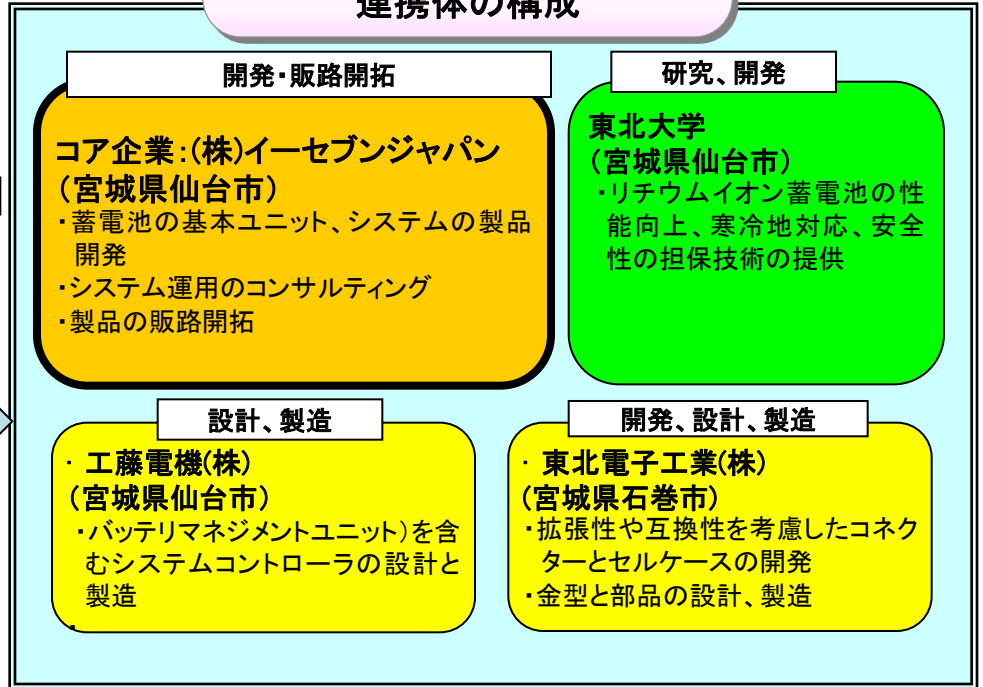 連携体の構成
開発・販路開拓
コア企業:(株)イーセブンジャパン
(宮城県仙台市)
・蓄電池の基本ユニット、システムの製品
開発
・システム運用のコンサルティング
・製品の販路開拓
研究、開発
東北大学
(宮城県仙台市)
・リチウムイオン蓄電池の性
能向上、寒冷地対応、安全
性の担保技術の提供
設計、製造
・工藤電機(株)
(宮城県仙台市)
・バッテリマネジメントユニット)を含
むシステムコントローラの設計と
製造
・
開発、設計、製造
・東北電子工業(株)
(宮城県石巻市)
・拡張性や互換性を考慮したコネク
ターとセルケースの開発
・金型と部品の設計、製造